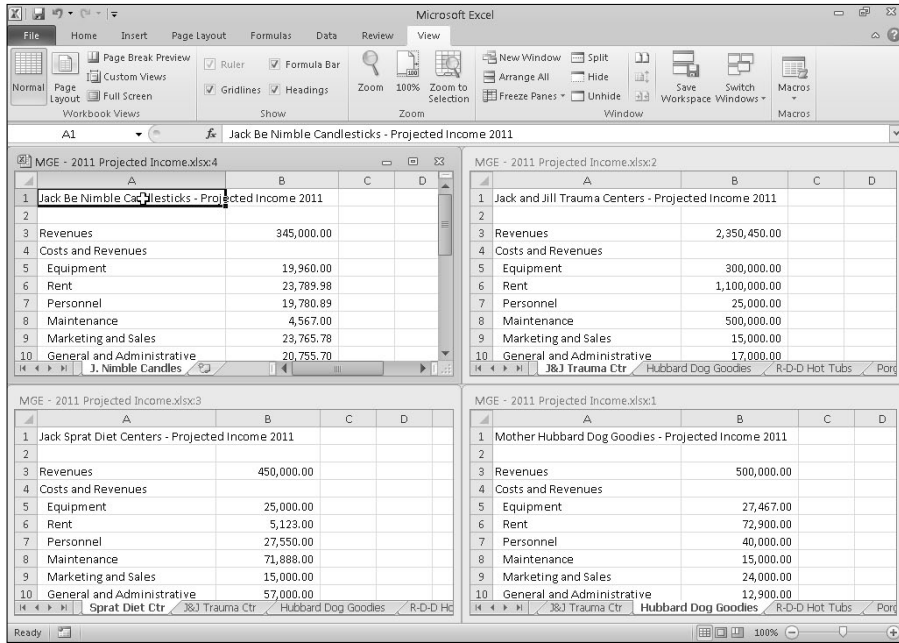 Microsoft Excel
File Home Insert Page Layout Formulas Data Review View
Normal Page Layout Page Break Preview Custom Views Full Screen Workbook Views
Ruler Formula Bar Gridlines Headings Show
Zoom 100% Zoom to Selection Zoom
New Window Arrange All Freeze Panes Split Hide Unhide Save Workspace Switch Windows Window
Macros Macros
A1 fx Jack Be Nimble Candlesticks - Projected Income 2011
MGE - 2011 Projected Income.xlsx:4
A B C D
1 Jack Be Nimble Candlesticks - Projected Income 2011
2
3 Revenues 345,000.00
4 Costs and Revenues
5 Equipment 19,960.00
6 Rent 23,789.98
7 Personnel 19,780.89
8 Maintenance 4,567.00
9 Marketing and Sales 23,765.78
10 General and Administrative 20,755.70
J. Nimble Candles
MGE - 2011 Projected Income.xlsx:2
A B C D
1 Jack and Jill Trauma Centers - Projected Income 2011
2
3 Revenues 2,350,450.00
4 Costs and Revenues
5 Equipment 300,000.00
6 Rent 1,100,000.00
7 Personnel 25,000.00
8 Maintenance 500,000.00
9 Marketing and Sales 15,000.00
10 General and Administrative 17,000.00
J&J Trauma Ctr Hubbard Dog Goodies R-D-D Hot Tubs Porg
MGE - 2011 Projected Income.xlsx:3
A B C D
1 Jack Sprat Diet Centers - Projected Income 2011
2
3 Revenues 450,000.00
4 Costs and Revenues
5 Equipment 25,000.00
6 Rent 5,123.00
7 Personnel 27,550.00
8 Maintenance 71,888.00
9 Marketing and Sales 15,000.00
10 General and Administrative 57,000.00
Sprat Diet Ctr J&J Trauma Ctr Hubbard Dog Goodies R-D-D Ho
MGE - 2011 Projected Income.xlsx:1
A B C D
1 Mother Hubbard Dog Goodies - Projected Income 2011
2
3 Revenues 500,000.00
4 Costs and Revenues
5 Equipment 27,467.00
6 Rent 72,900.00
7 Personnel 40,000.00
8 Maintenance 15,000.00
9 Marketing and Sales 24,000.00
10 General and Administrative 12,900.00
J&J Trauma Ctr Hubbard Dog Goodies R-D-D Hot Tubs Porg
Ready 100%